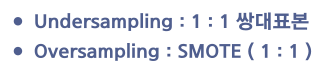 • Undersampling : 1 : 1 쌍대표본
• Oversampling : SMOTE ( 1 : 1 )